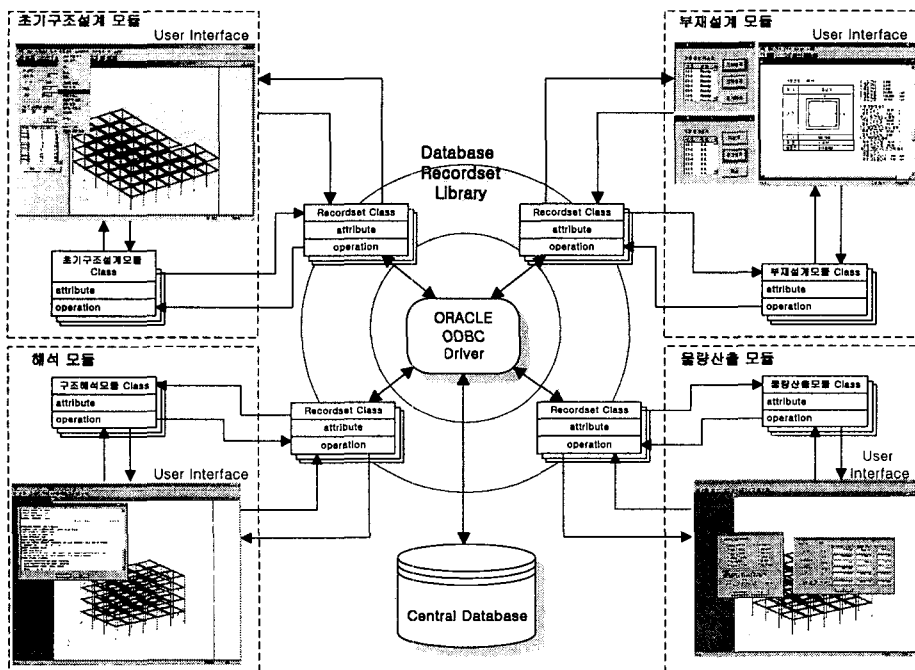 초기구조설계 모듈
User Interface
초기구조설계모듈
Class
attribute
operation
Recordset Class
attribute
operation
Database
Recordset
Library
부재설계 모듈
User Interface
Recordset Class
attribute
operation
부재설계모듈 Class
attribute
operation
ORACLE
ODBC
Driver
해석 모듈
구조해석모듈 Class
attribute
operation
User Interface
Recordset Class
attribute
operation
물량산출 모듈
물량산출모듈 Class
attribute
operation
User
Interface
Recordset Class
attribute
operation
Central Database